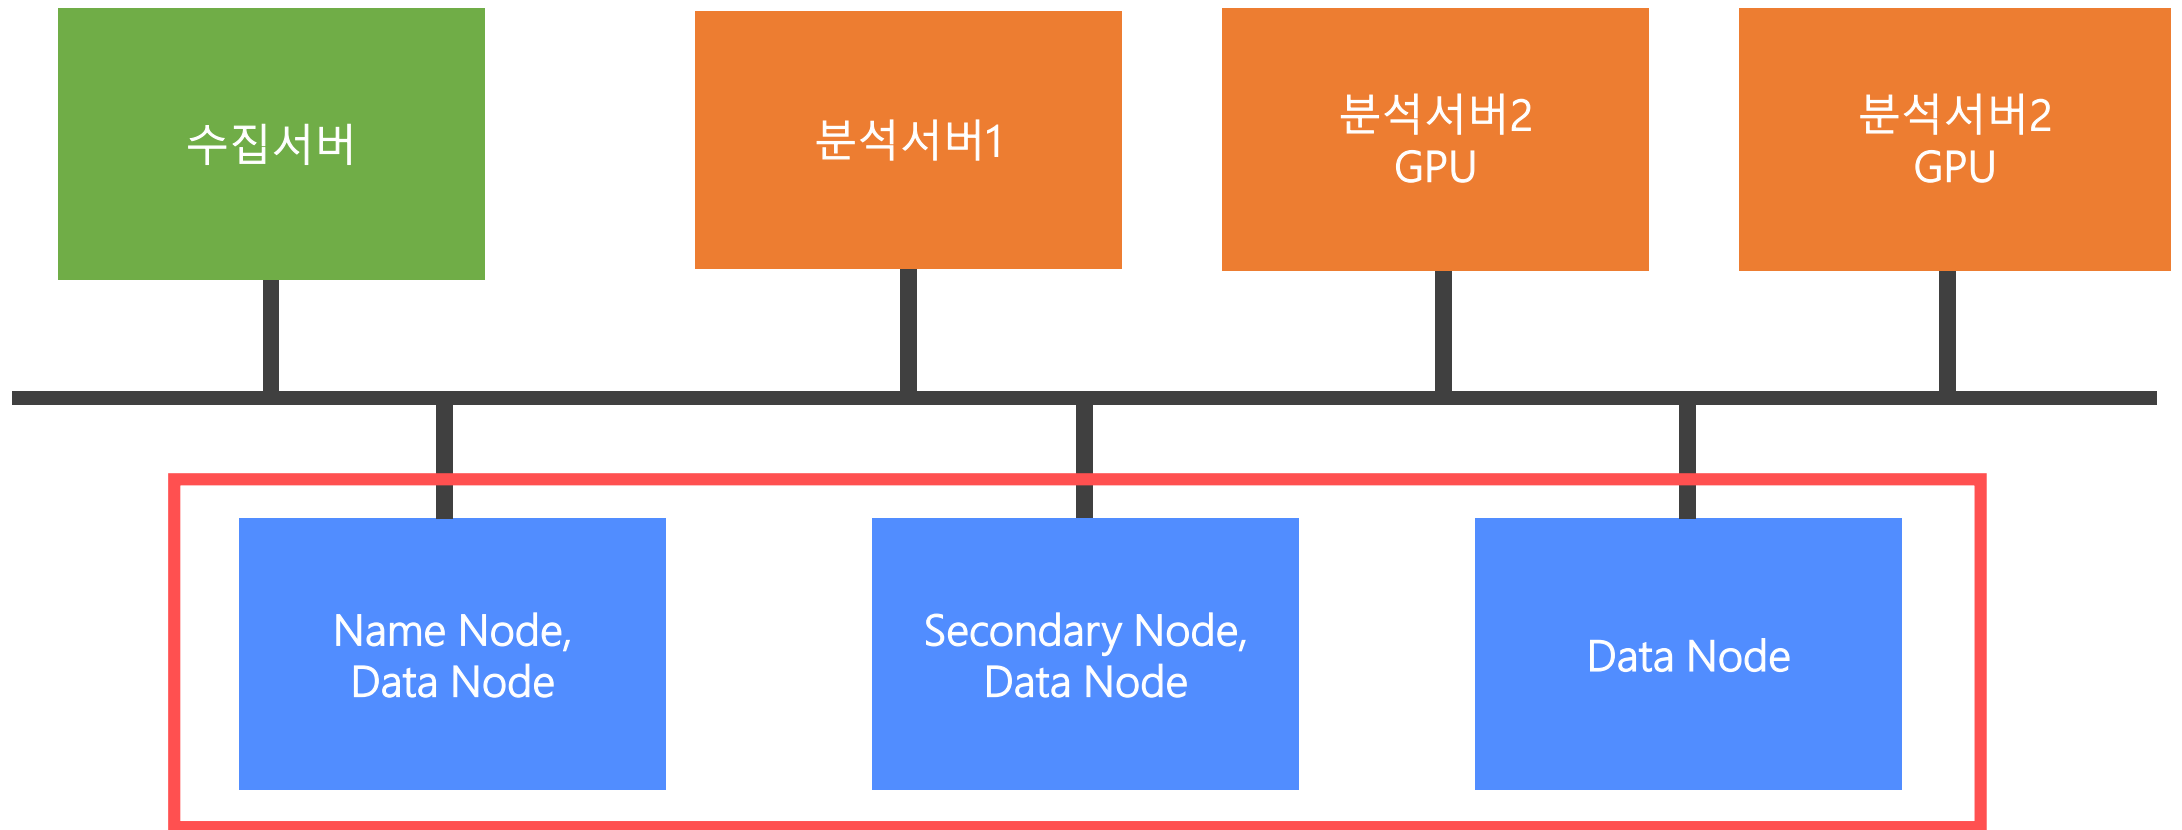 수집서버
분석서버1
분석서버2
GPU
분석서버2
GPU
Name Node,
Data Node
Secondary Node,
Data Node
Data Node